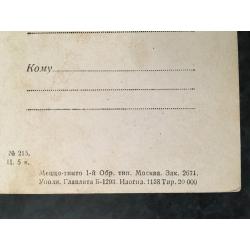 Кому
№ 215.
Ц. 5 к.
Меццо-тинто 1-й Обр. тип. Москва. Зак. 2671.
Уполн. Главлита Б-1293. Изогиз. 1138 Тир. 20 000